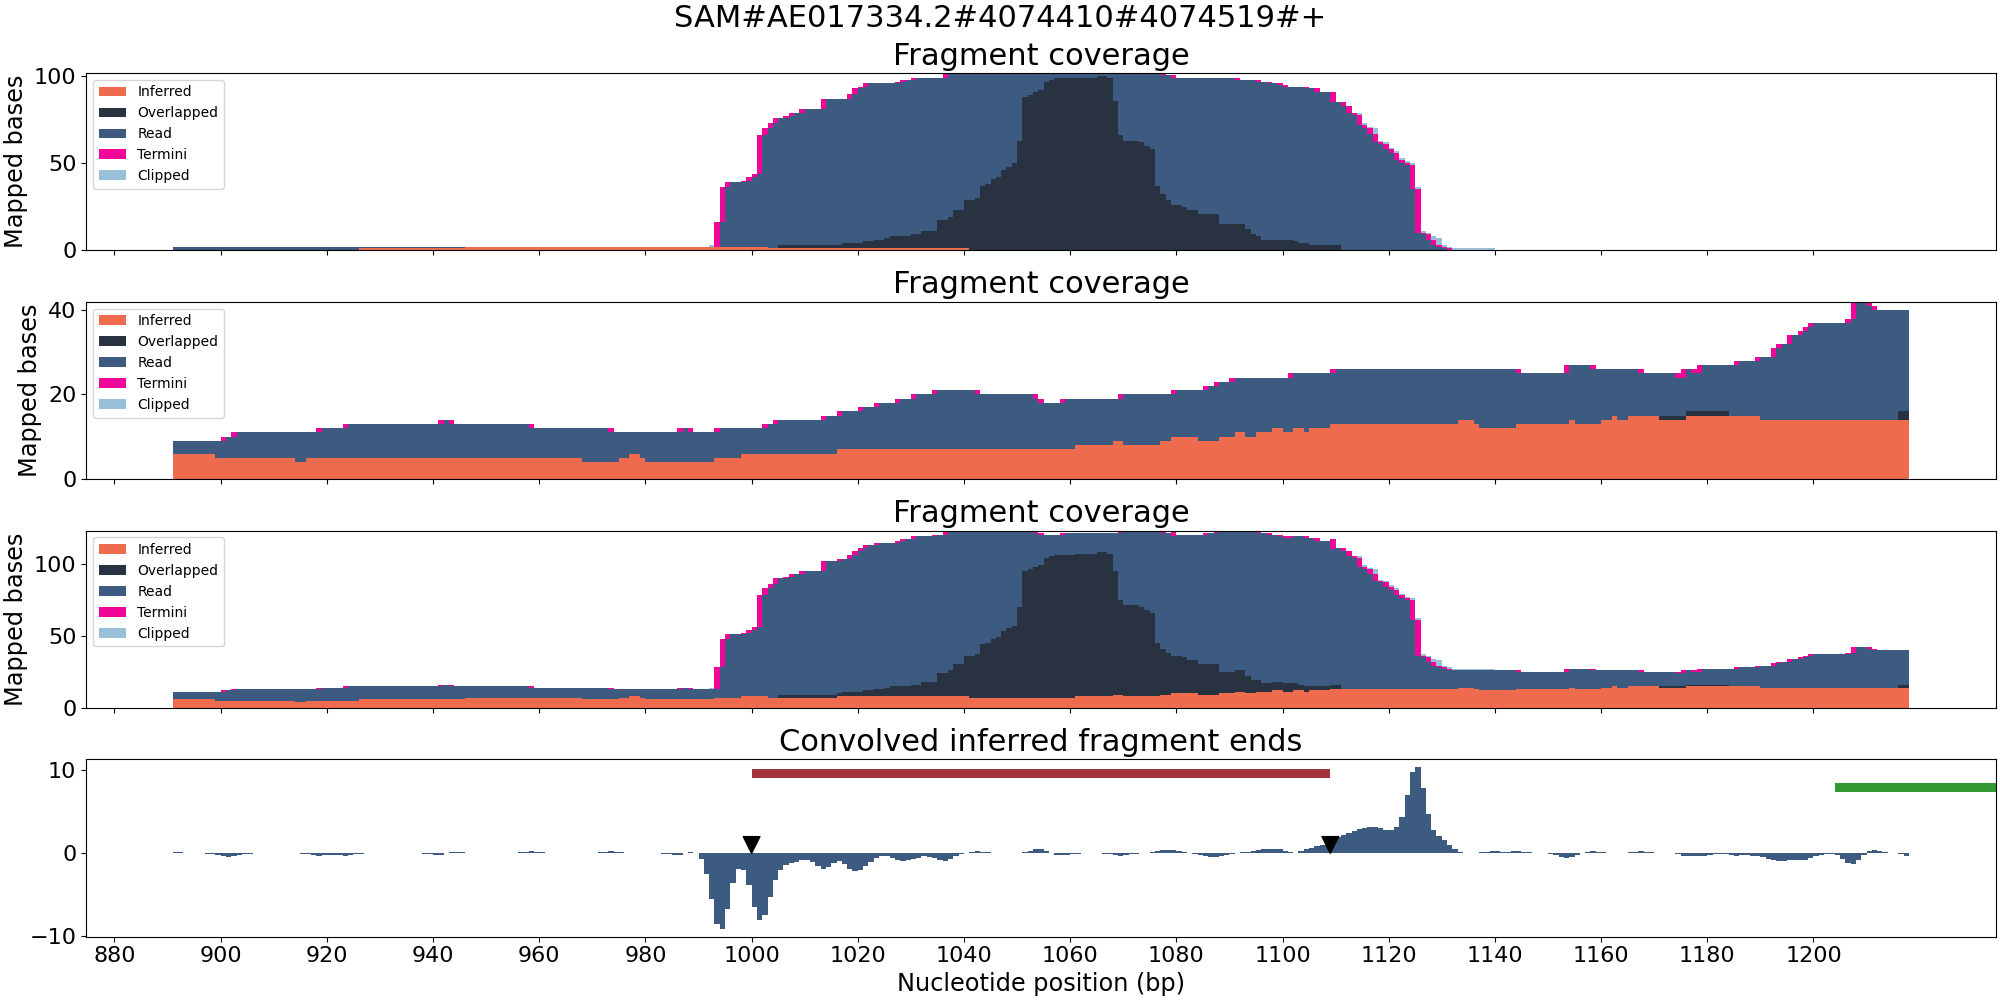 SAM#AE017334.2#4074410#4074519#+
Fragment coverage
Mapped bases
100
50
0
Inferred
Overlapped
Read
Termini
Clipped
Fragment coverage
Mapped bases
40
20
0
Inferred
Overlapped
Read
Termini
Clipped
Fragment coverage
Mapped bases
100
50
0
Inferred
Overlapped
Read
Termini
Clipped
Convolved inferred fragment ends
10
0
−10
880 900 920 940 960 980 1000 1020 1040 1060 1080 1100 1120 1140 1160 1180 1200
Nucleotide position (bp)